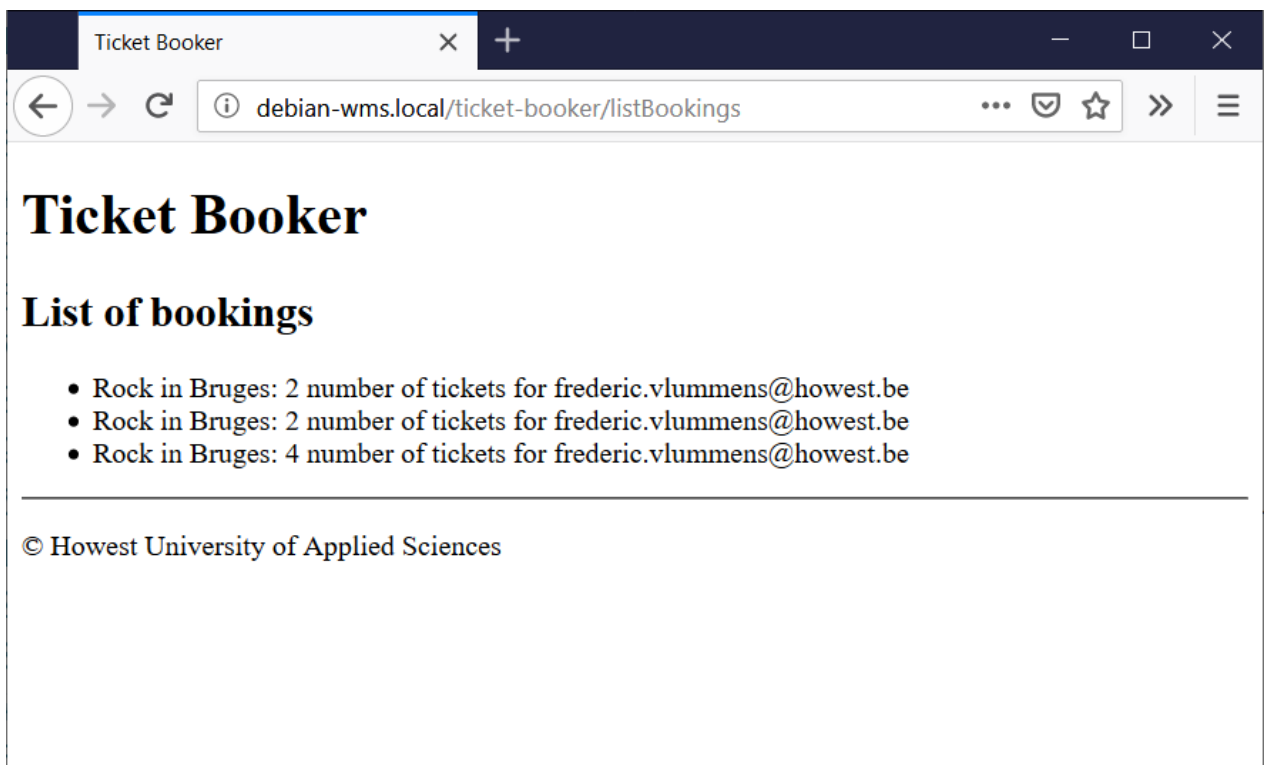 Ticket Booker
debian-wms.local/ticket-booker/listBookings
Ticket Booker
List of bookings
Rock in Bruges: 2 number of tickets for frederic.vlummens@howest.be
Rock in Bruges: 2 number of tickets for frederic.vlummens@howest.be
Rock in Bruges: 4 number of tickets for frederic.vlummens@howest.be
© Howest University of Applied Sciences